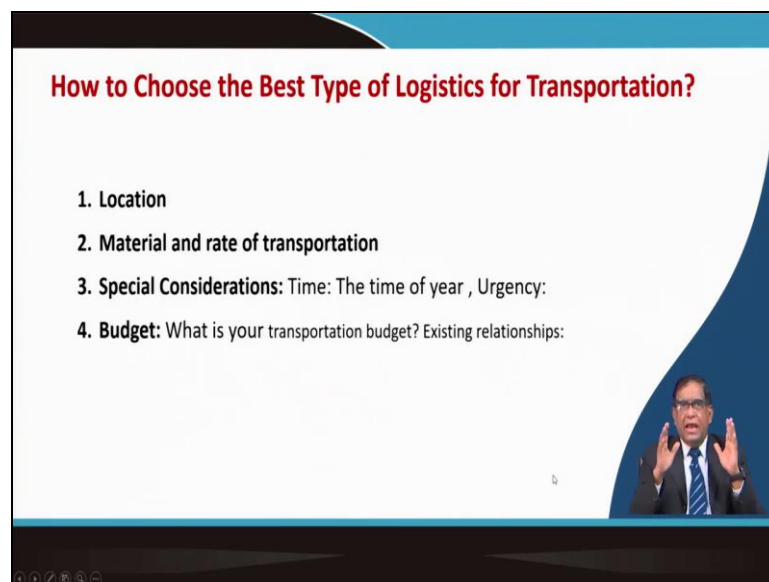 How to Choose the Best Type of Logistics for Transportation?
1. Location
2. Material and rate of transportation
3. Special Considerations: Time: The time of year , Urgency:
4. Budget: What is your transportation budget? Existing relationships: